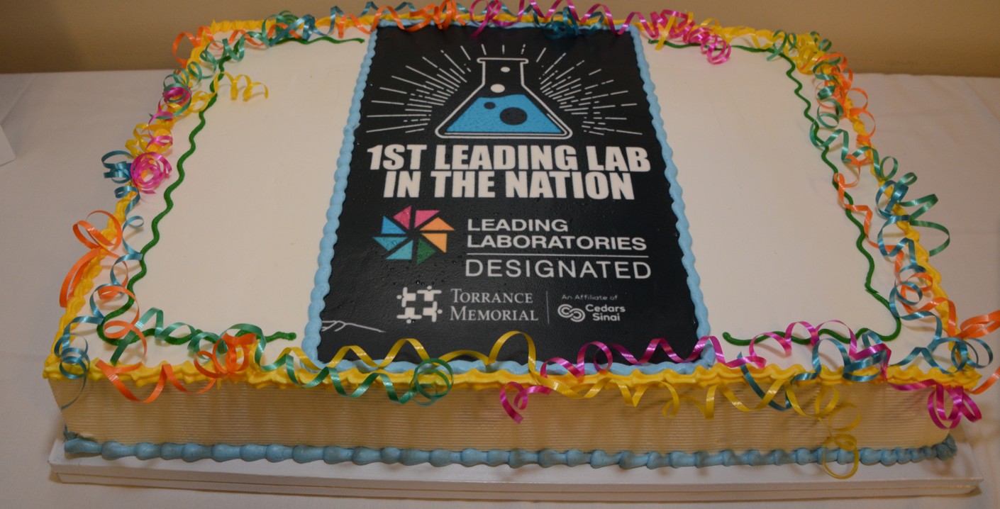 1ST LEADING LAB
IN THE NATION
LEADING
LABORATORIES
DESIGNATED
TORRANCE
MEMORIAL
An Affiliate of
Cedars
Sinai